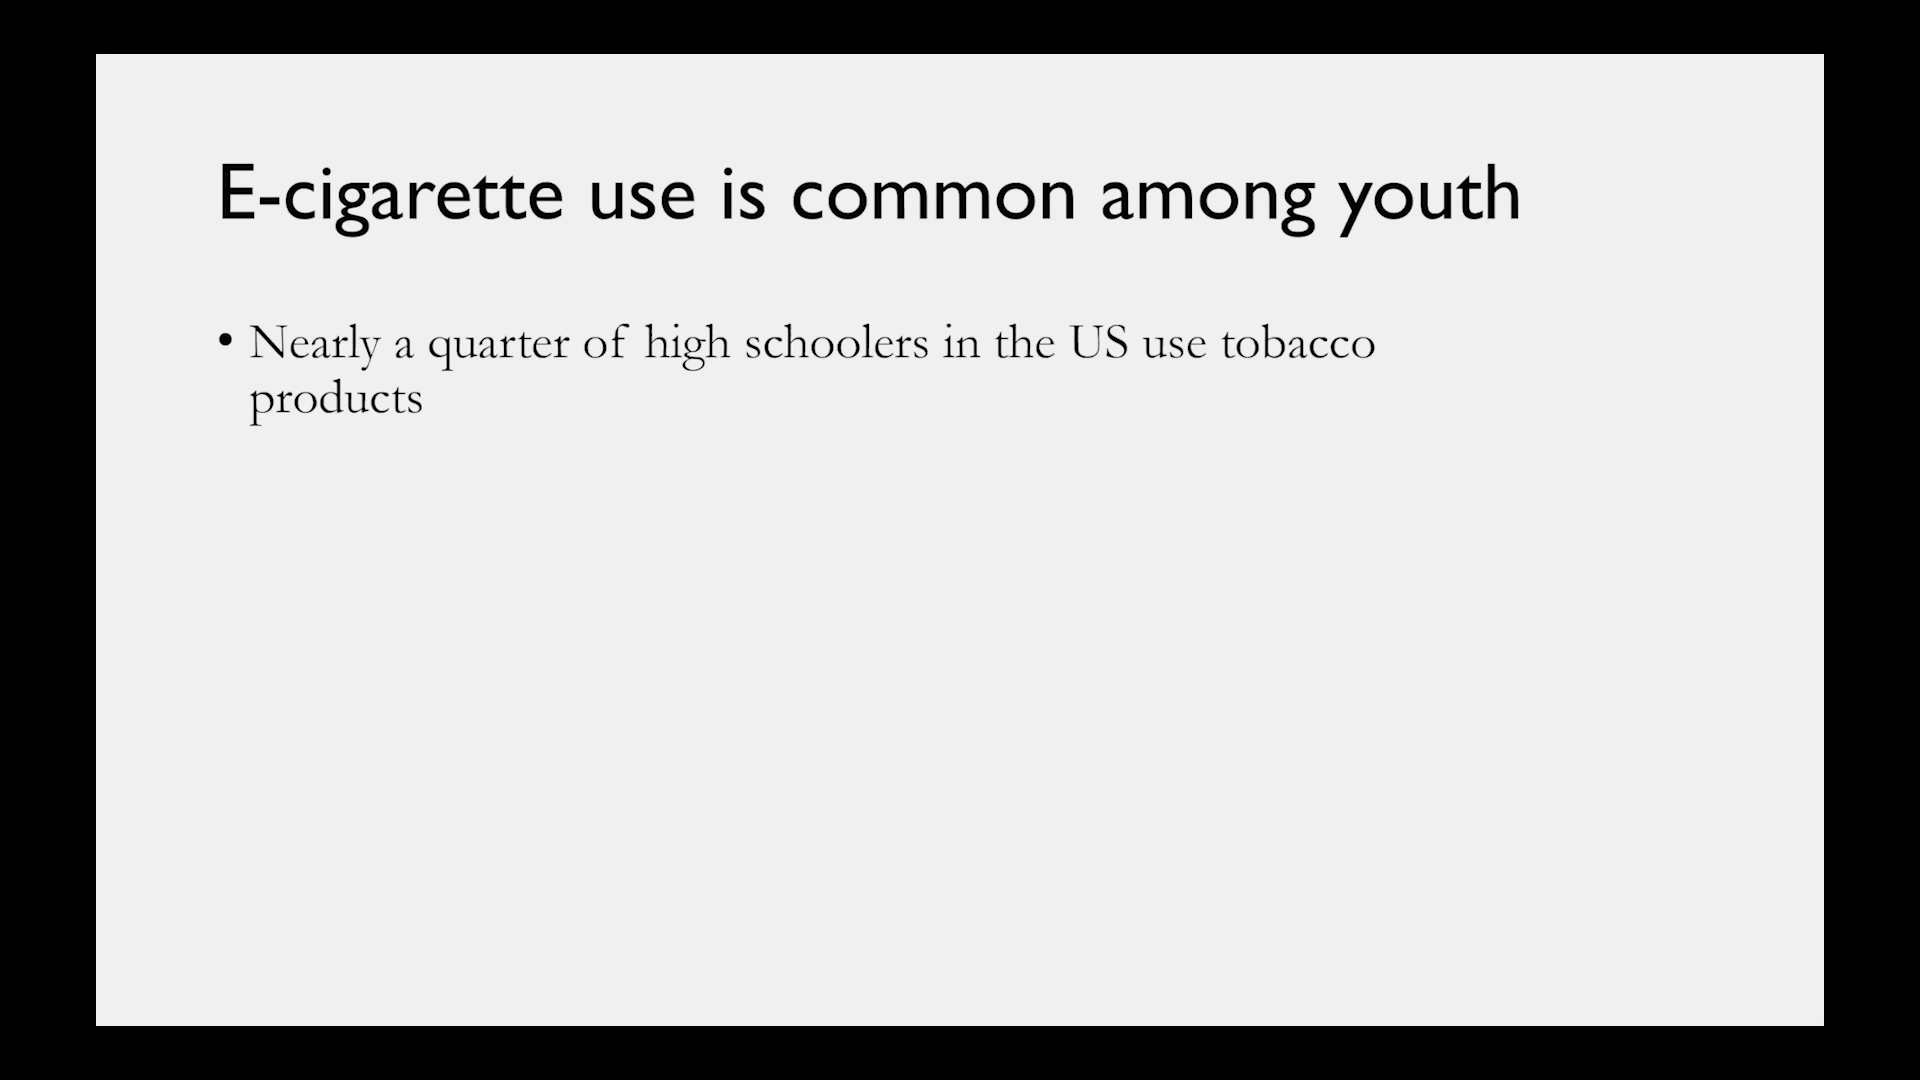 E-cigarette use is common among youth
• Nearly a quarter of high schoolers in the US use tobacco
products